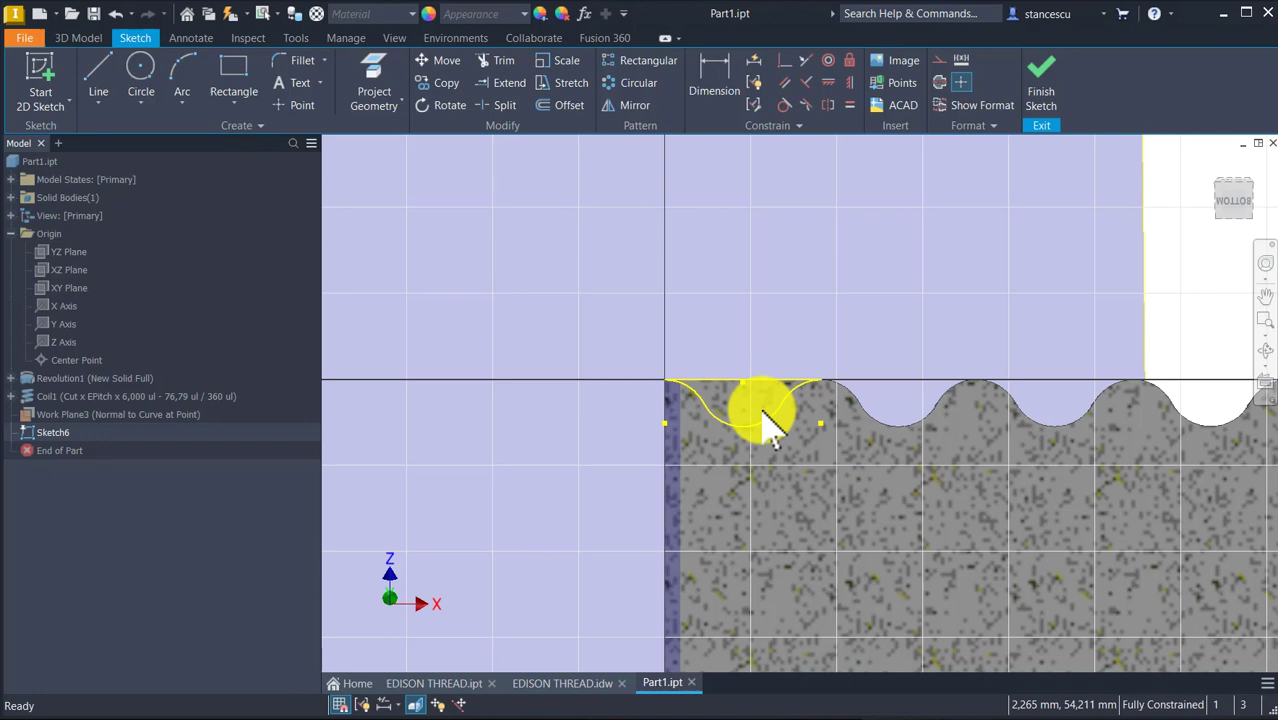 Material
Appearance
Part1.ipt
Search Help & Commands...
stancescu
File
3D Model
Sketch
Annotate
Inspect
Tools
Manage
View
Environments
Collaborate
Fusion 360
Start
2D Sketch
Line
Circle
Arc
Rectangle
Fillet
Text
Point
Project
Geometry
Move
Trim
Scale
Copy
Extend
Stretch
Rotate
Split
Offset
Rectangular
Circular
Mirror
Dimension
Image
Points
ACAD
Show Format
Finish
Sketch
Sketch
Create
Modify
Pattern
Constrain
Insert
Format
Exit
Model
Part1.ipt
Model States: [Primary]
Solid Bodies(1)
View: [Primary]
Origin
YZ Plane
XZ Plane
XY Plane
X Axis
Y Axis
Z Axis
Center Point
Revolution1 (New Solid Full)
Coil1 (Cut x EPitch x 6,000 ul - 76,79 / 360 ul)
Work Plane3 (Normal to Curve at Point)
Sketch6
End of Part
BOTTOM
Z
X
Home
EDISON THREAD.ipt
EDISON THREAD.idw
Part1.ipt
Ready
2,265 mm, 54,211 mm
Fully Constrained
1
3